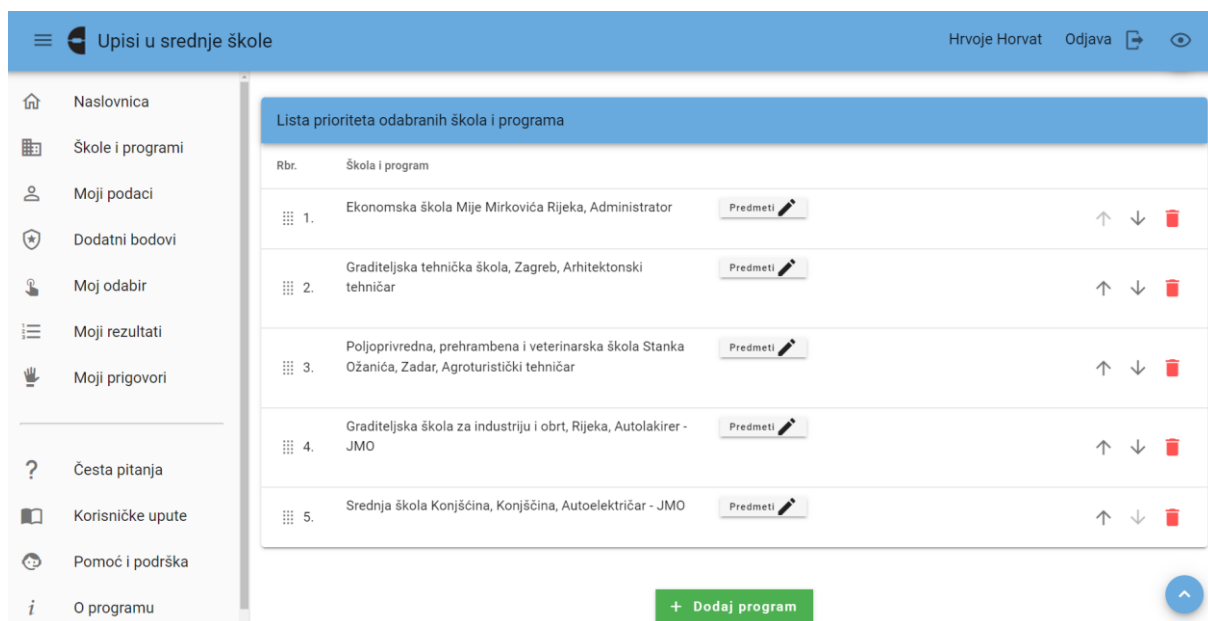 Upisi u srednje škole
Hrvoje Horvat
Odjava
Naslovnica
Škole i programi
Moji podaci
Dodatni bodovi
Moj odabir
Moji rezultati
Moji prigovori
Česta pitanja
Korisničke upute
Pomoć i podrška
O programu
Lista prioriteta odabranih škola i programa
Rbr. Škola i program
1. Ekonomska škola Mije Mirkovića Rijeka, Administrator Predmeti
2. Graditeljska tehnička škola, Zagreb, Arhitektonski Predmeti
tehničar
3. Poljoprivredna, prehrambena i veterinarska škola Stanka Predmeti
Ožanića, Zadar, Agroturistički tehničar
4. Graditeljska škola za industriju i obrt, Rijeka, Autolakirer - Predmeti
JMO
5. Srednja škola Konjšćina, Konjščina, Autoelektričar - JMO Predmeti
+ Dodaj program